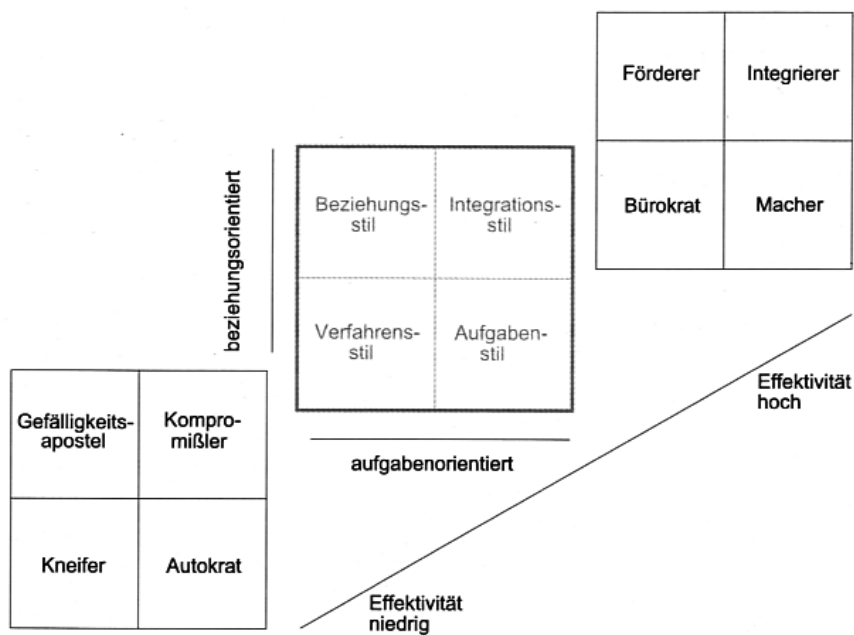 Förderer
Integrierer
Bürokrat
Macher
beziehungsorientiert
Beziehungs-
stil
Integrations-
stil
Verfahrens-
stil
Aufgaben-
stil
aufgabenorientiert
Gefälligkeits-
apostel
Kompro-
mißler
Kneifer
Autokrat
Effektivität
hoch
Effektivität
niedrig